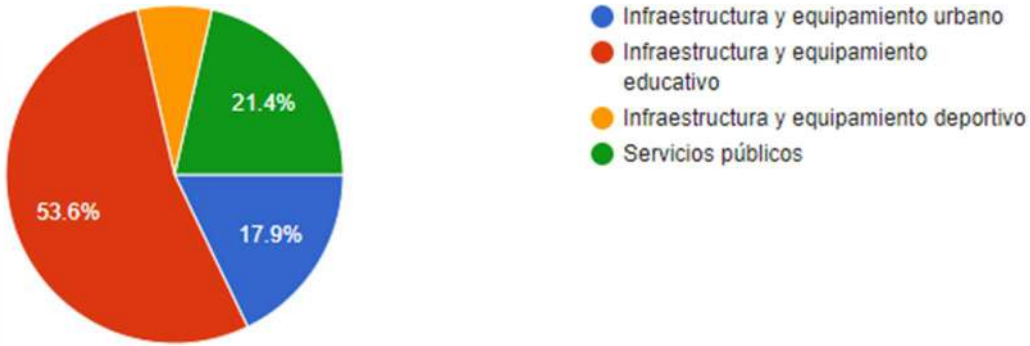 21.4%
53.6%
17.9%
Infraestructura y equipamiento urbano
Infraestructura y equipamiento
educativo
Infraestructura y equipamiento deportivo
Servicios públicos